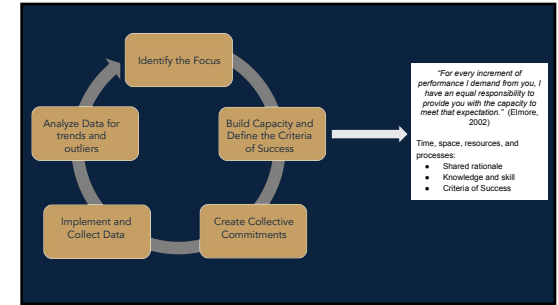 Identify the Focus
Build Capacity and
Define the Criteria
of Success
Create Collective
Commitments
Implement and
Collect Data
Analyze Data for
trends and
outliers
"For every increment of
performance I demand from you, I
have an equal responsibility to
provide you with the capacity to
meet that expectation." (Elmore,
2002)
Time, space, resources, and
processes:
● Shared rationale
● Knowledge and skill
● Criteria of Success